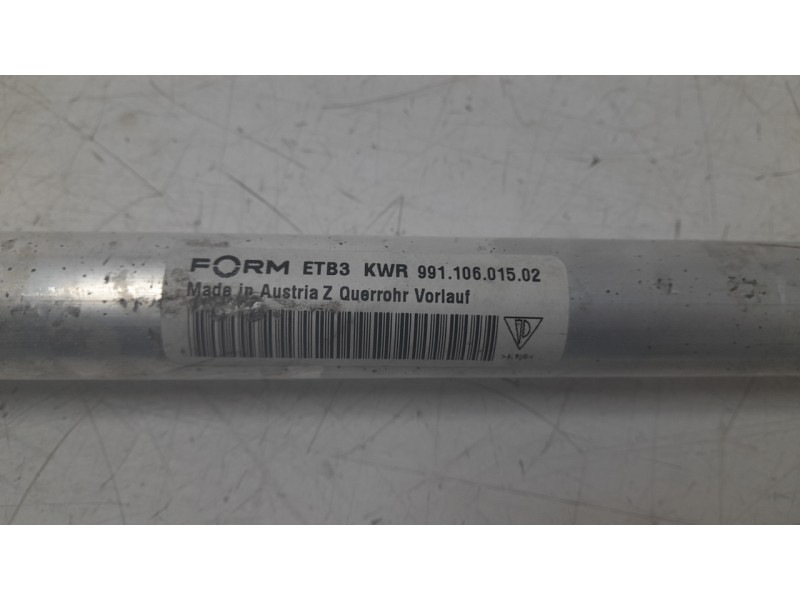 FORM ETB3 KWR 991.106.015.02
Made in Austria Z Querrohr Vorlauf